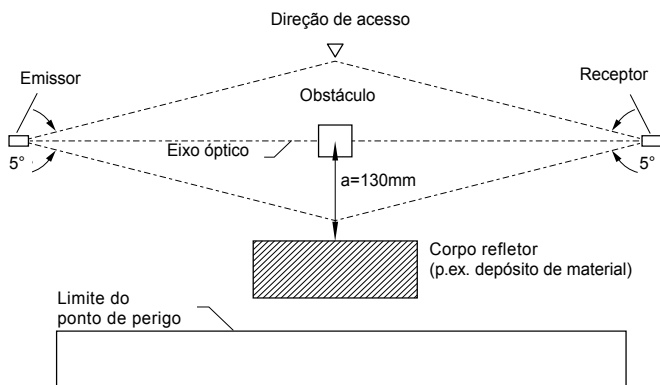 Direção de acesso
Emissor
Receptor
Obstáculo
Eixo óptico
5°
5°
a=130mm
Corpo refletor
(p.ex. depósito de material)
Limite do
ponto de perigo